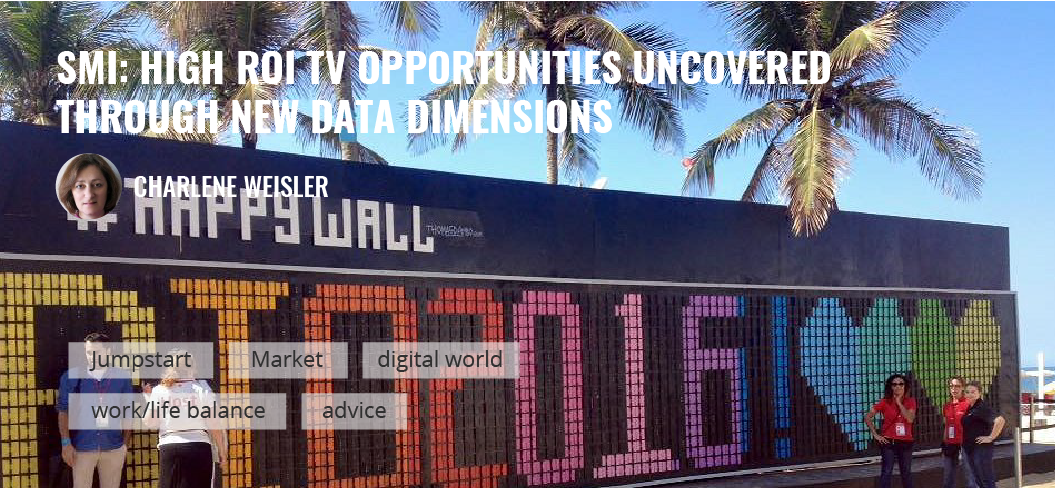 SMI: HIGH ROI TV OPPORTUNITIES UNCOVERED
THROUGH NEW DATA DIMENSIONS
CHARLENE WEISLER
#HAPPY WALL
RIO2016!
Jumpstart
Market
digital world
work/life balance
advice